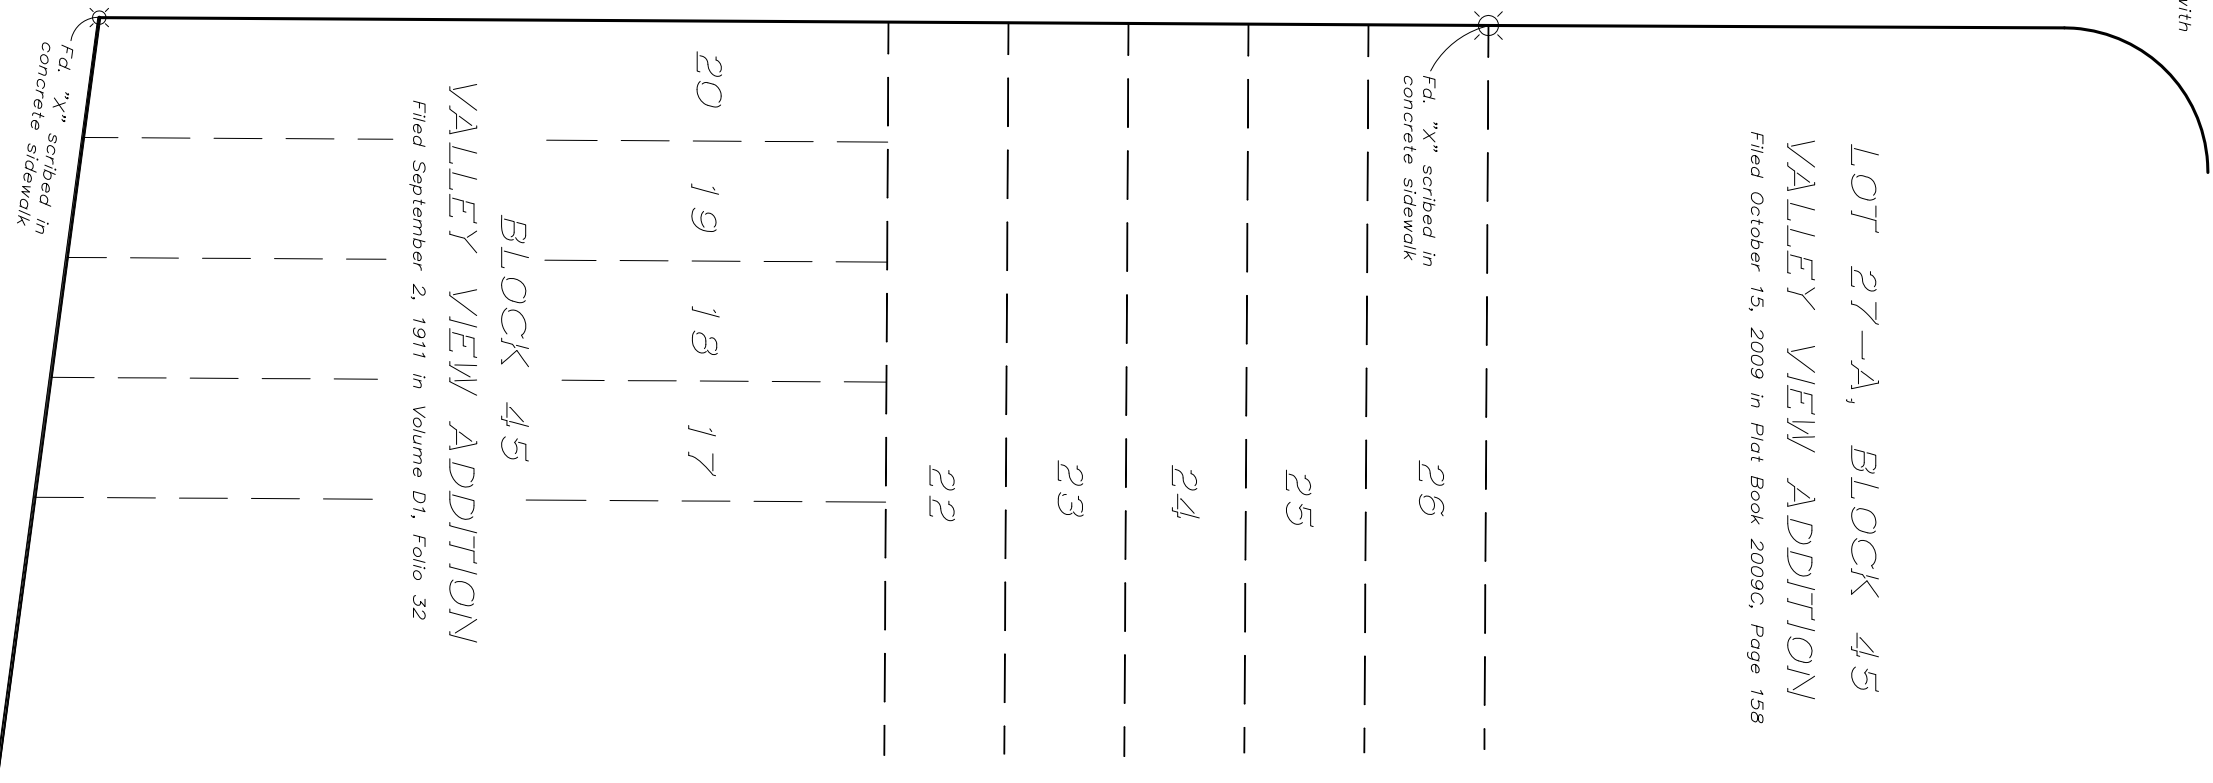 with
LOT 27-A, BLOCK 45
VALLEY VIEW ADDITION
Filed October 15, 2009 in Plat Book 2009C, Page 158
Fd. "x" scribed in
concrete sidewalk
26
25
24
23
22
20
19
18
17
BLOCK 45
VALLEY VIEW ADDITION
Filed September 2, 1911 in Volume D1, Folio 32
Fd. "x" scribed in
concrete sidewalk